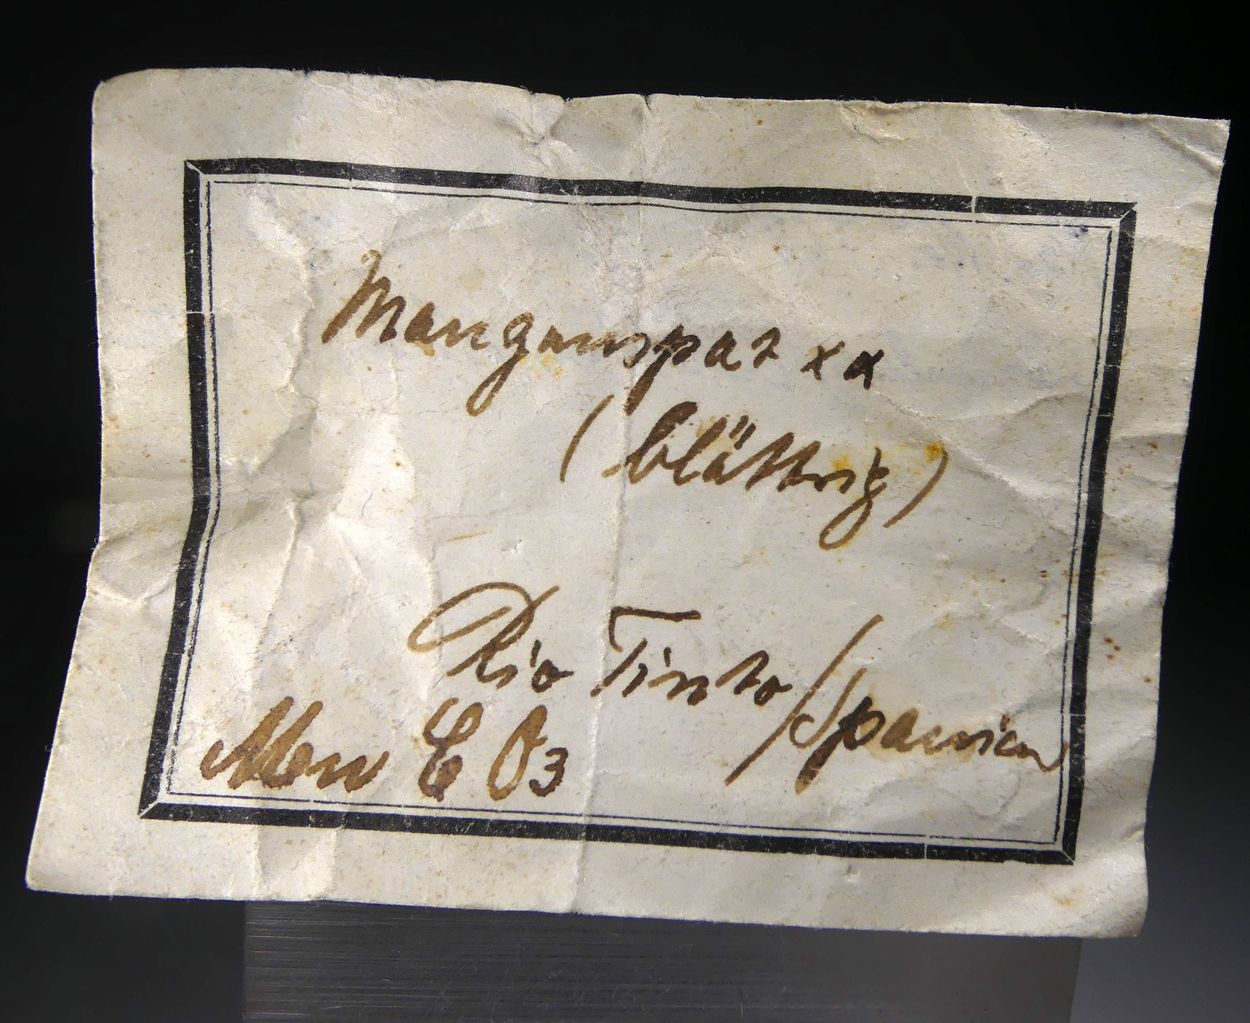 Manganspat xx
(blättrig)
Rio Tinto/Spanien
Mn C O3